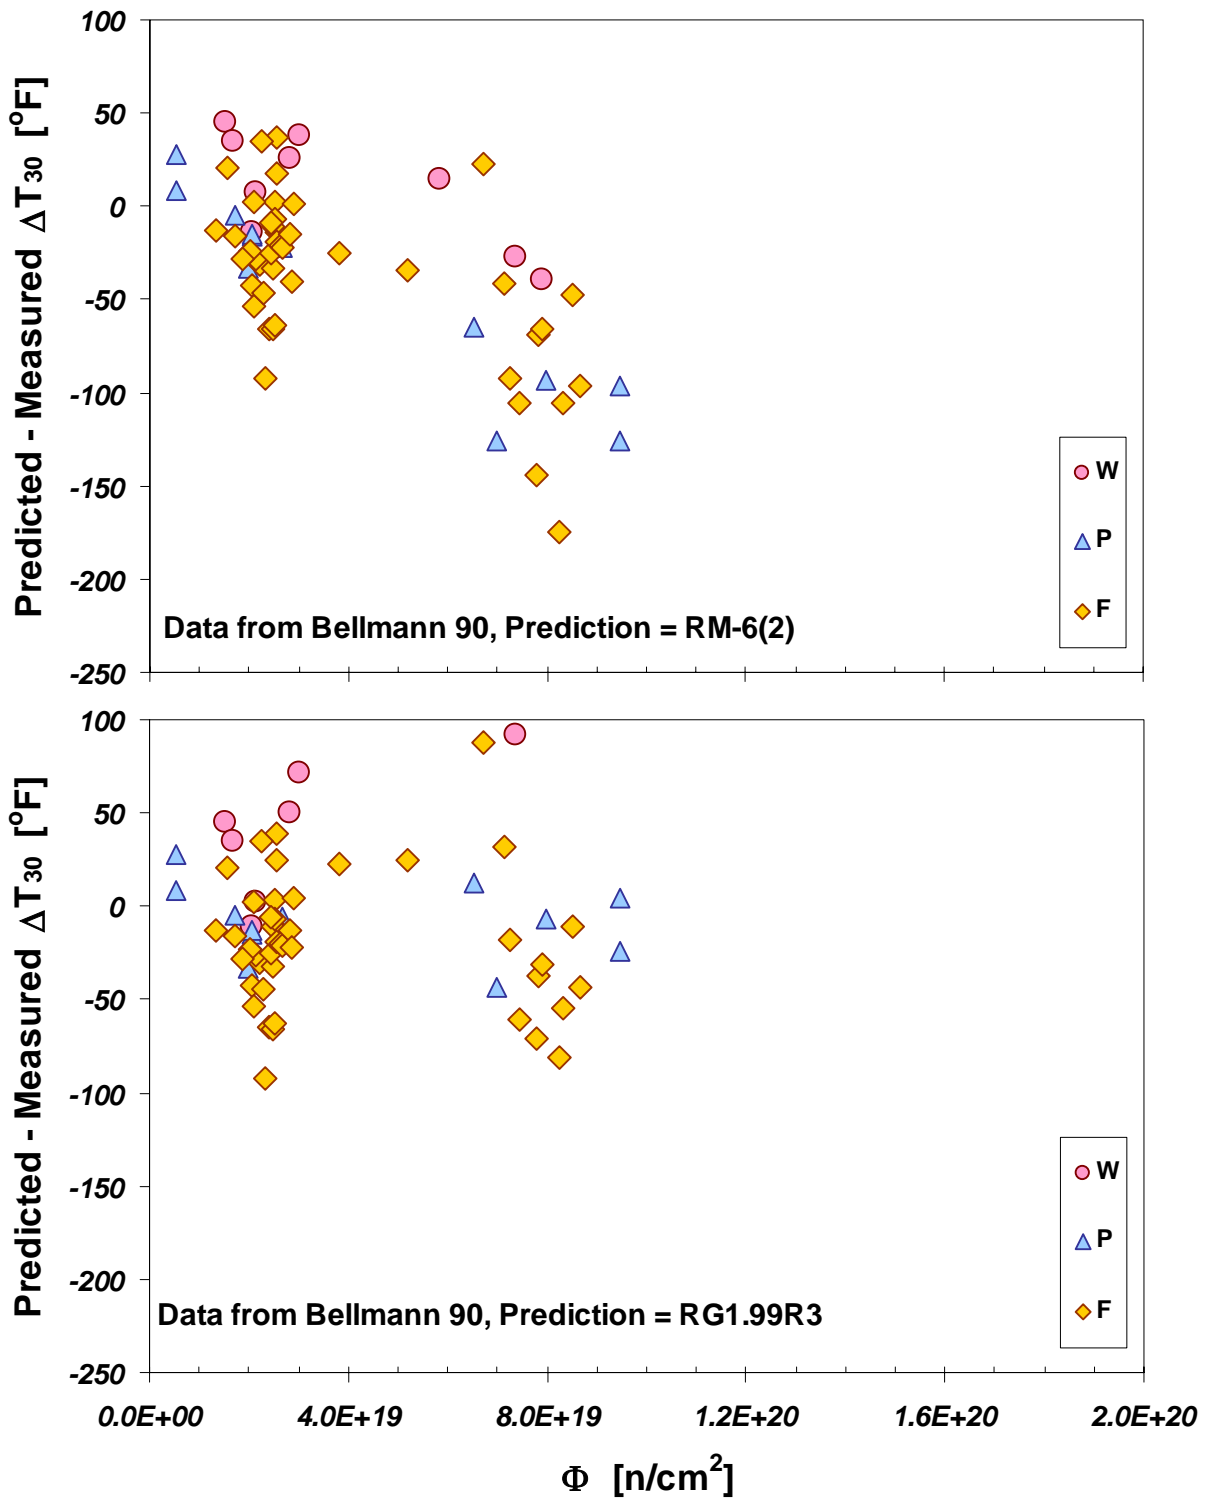 100
50
0
-50
-100
-150
-200
-250
Predicted - Measured ΔT30 [oF]
W
P
F
Data from Bellmann 90, Prediction = RM-6(2)
100
50
0
-50
-100
-150
-200
-250
Predicted - Measured ΔT30 [oF]
W
P
F
Data from Bellmann 90, Prediction = RG1.99R3
0.0E+00 4.0E+19 8.0E+19 1.2E+20 1.6E+20 2.0E+20
Φ [n/cm2]